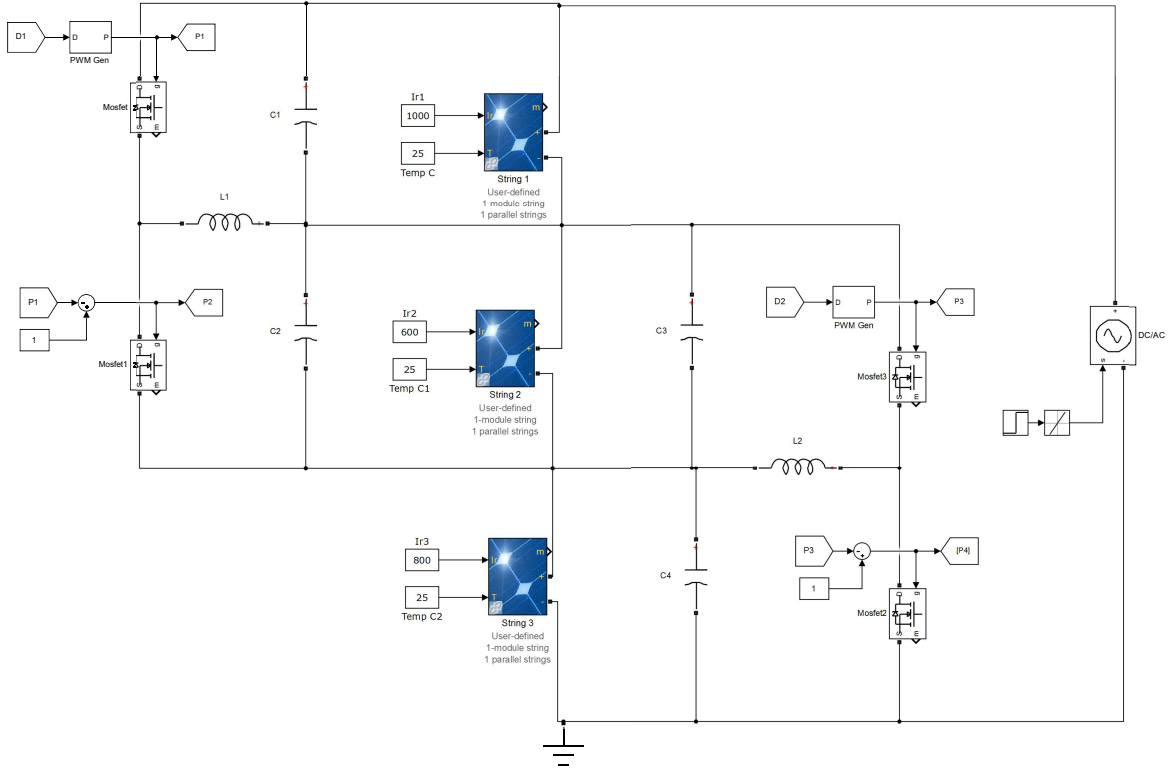 D1
D
P
P1
PWM Gen
Mosfet
D
g
S
m
C1
Ir1
1000
25
Temp C
Ir
T
m
+
-
String 1
User-defined
1-module string
1 parallel strings
L1
P1
1
P2
Mosfet1
D
g
S
m
C2
Ir2
600
25
Temp C1
Ir
T
m
+
-
String 2
User-defined
1-module string
1 parallel strings
C3
D2
D
P
P3
PWM Gen
Mosfet3
D
g
S
m
+
-
s
DC/AC
L2
Ir3
800
25
Temp C2
Ir
T
m
+
-
String 3
User-defined
1-module string
1 parallel strings
C4
P3
1
[P4]
Mosfet2
D
g
S
m